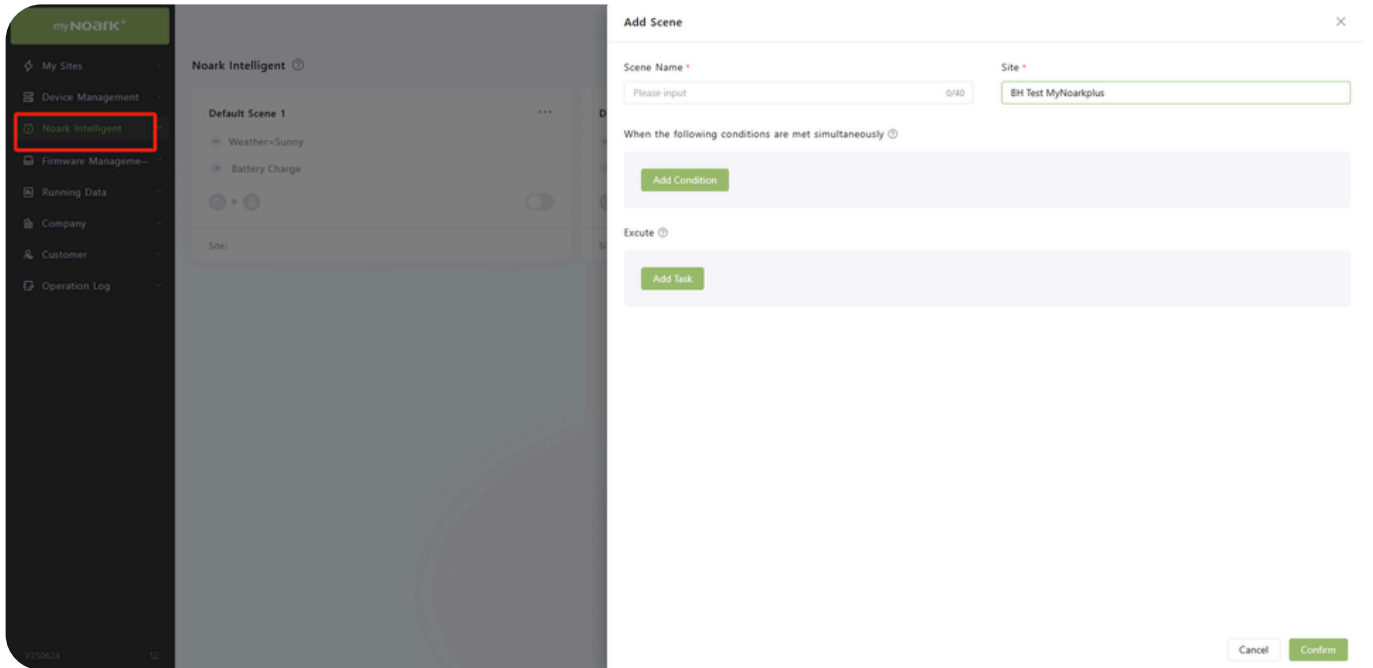 myNOARK+
My Sites
Device Management
Noark Intelligent
Firmware Manageme--
Running Data
Company
Customer
Operation Log
V250624
Noark Intelligent
Default Scene 1
Weather=Sunny
Battery Charge
Site:
D
Add Scene
Scene Name *
Please input
0/40
Site *
BH Test MyNoarkplus
When the following conditions are met simultaneously
Add Condition
Excute
Add Task
Cancel
Confirm